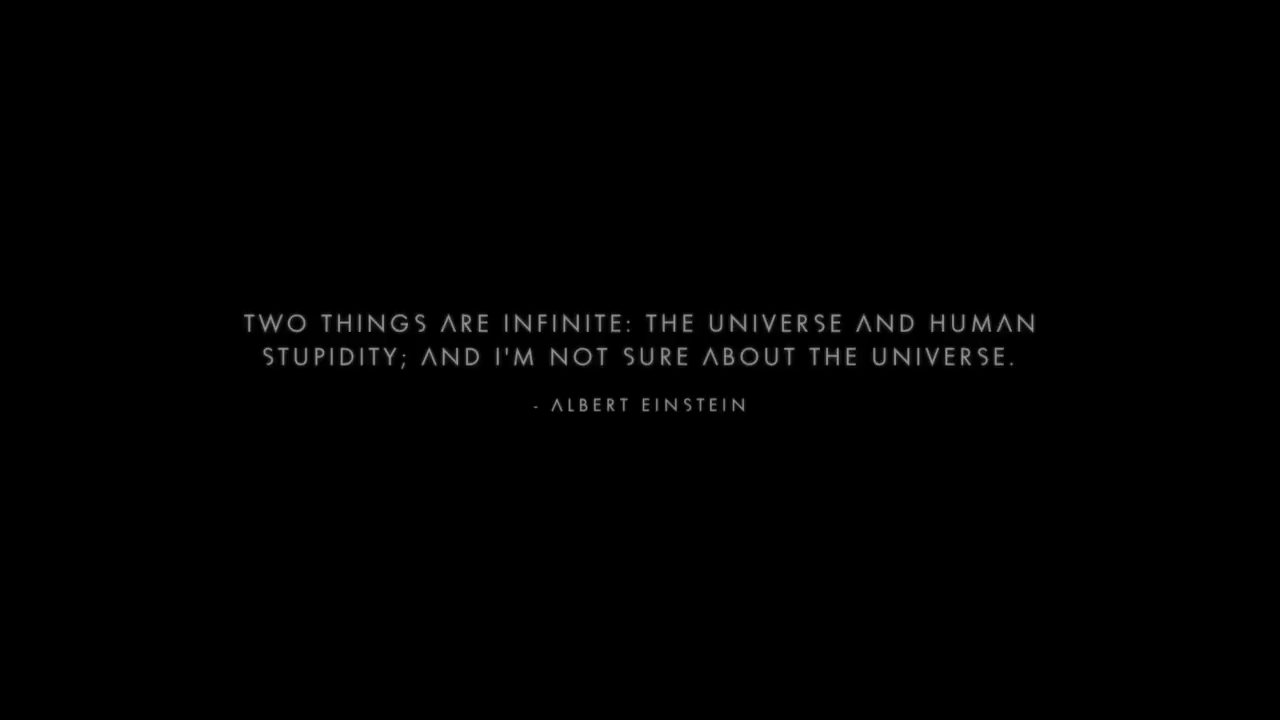 TWO THINGS ARE INFINITE: THE UNIVERSE AND HUMAN
STUPIDITY; AND I'M NOT SURE ABOUT THE UNIVERSE.
- ALBERT EINSTEIN